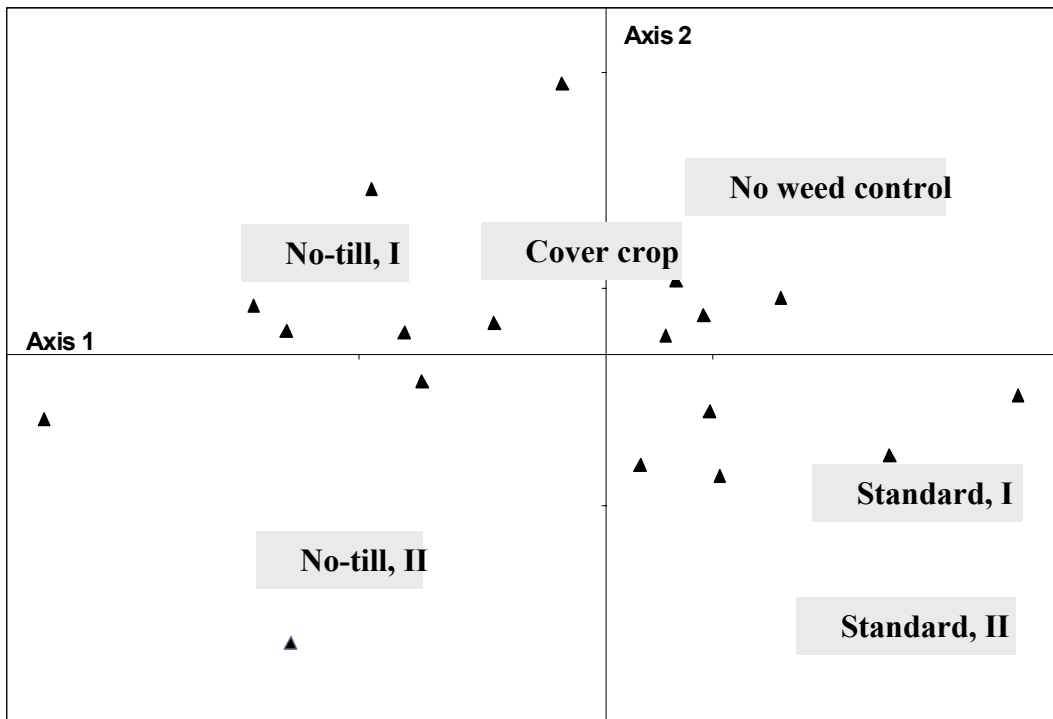 Axis 2
No weed control
No-till, I
Cover crop
Axis 1
Standard, I
No-till, II
Standard, II